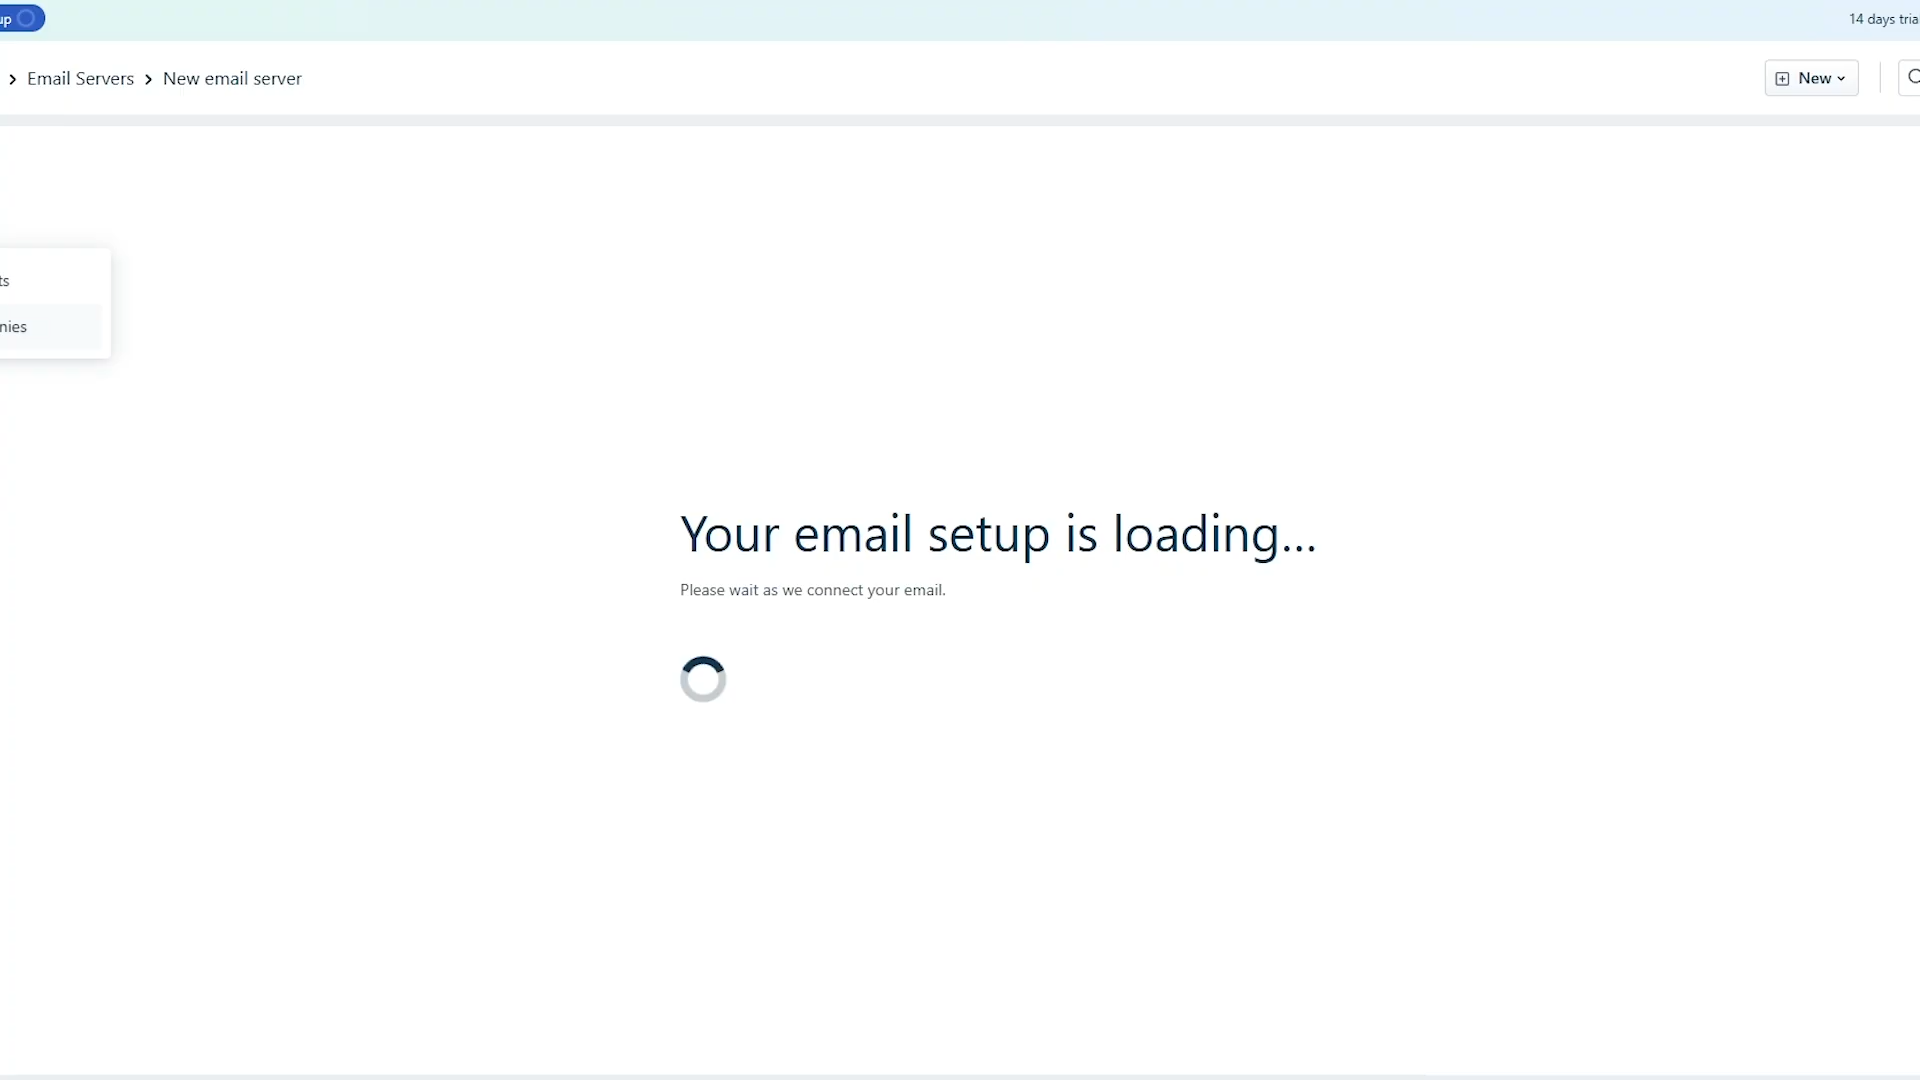 up
14 days tria
Email Servers
New email server
New
ts
nies
Your email setup is loading...
Please wait as we connect your email.